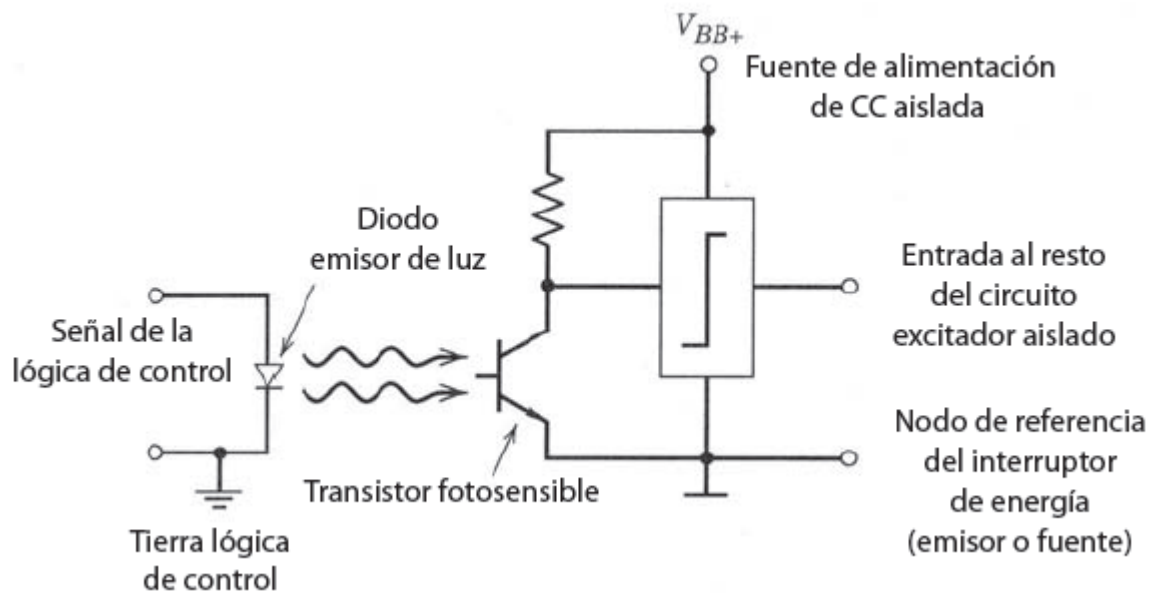 V_{BB+}
Fuente de alimentación
de CC aislada
Diodo
emisor de luz
Entrada al resto
del circuito
excitador aislado
Señal de la
lógica de control
Nodo de referencia
del interruptor
de energía
(emisor o fuente)
Transistor fotosensible
Tierra lógica
de control